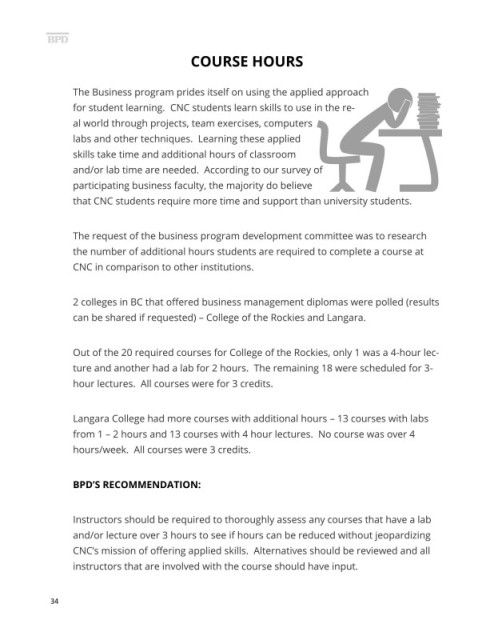 BPD
COURSE HOURS
The Business program prides itself on using the applied approach
for student learning.  CNC students learn skills to use in the re-
al world through projects, team exercises, computers
labs and other techniques.  Learning these applied
skills take time and additional hours of classroom
and/or lab time are needed.  According to our survey of
participating business faculty, the majority do believe
that CNC students require more time and support than university students.
The request of the business program development committee was to research
the number of additional hours students are required to complete a course at
CNC in comparison to other institutions.
2 colleges in BC that offered business management diplomas were polled (results
can be shared if requested) – College of the Rockies and Langara.
Out of the 20 required courses for College of the Rockies, only 1 was a 4-hour lec-
ture and another had a lab for 2 hours.  The remaining 18 were scheduled for 3-
hour lectures.  All courses were for 3 credits.
Langara College had more courses with additional hours – 13 courses with labs
from 1 – 2 hours and 13 courses with 4 hour lectures.  No course was over 4
hours/week.  All courses were 3 credits.
BPD'S RECOMMENDATION:
Instructors should be required to thoroughly assess any courses that have a lab
and/or lecture over 3 hours to see if hours can be reduced without jeopardizing
CNC's mission of offering applied skills.  Alternatives should be reviewed and all
instructors that are involved with the course should have input.
34